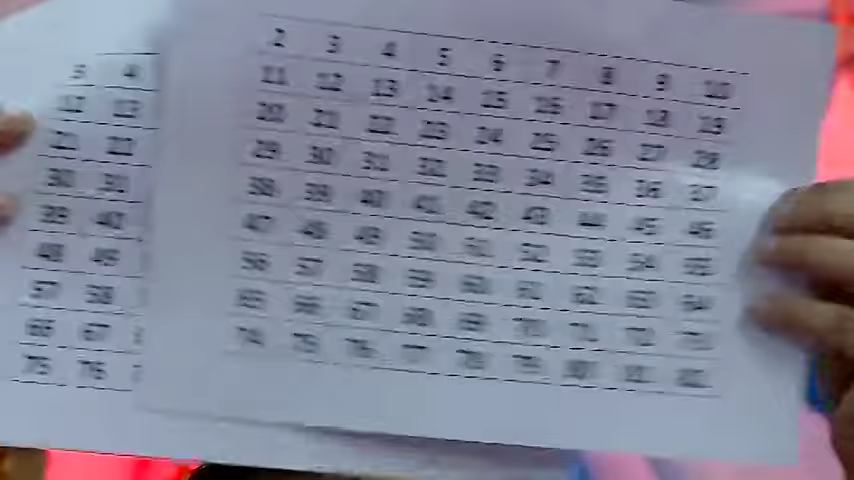 2 3 4 5 6 7 8 9 10
11 12 13 14 15 16 17 18 19
20 21 22 23 24 25 26 27 28
29 30 31 32 33 34 35 36 37
38 39 40 41 42 43 44 45 46
47 48 49 50 51 52 53 54 55
56 57 58 59 60 61 62 63 64
65 66 67 68 69 70 71 72 73
74 75 76 77 78 79 80 81 82
3 4
12 13
21 22
30 31
39 40
48 49
57 58
66 67
75 76